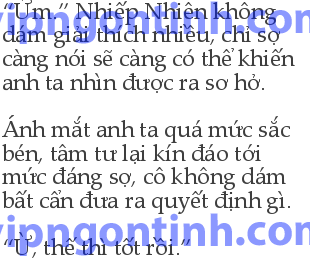 “Ừm.” Nhiếp Nhiên không
dám giải thích nhiều, chỉ sợ
càng nói sẽ càng có thể khiến
anh ta nhìn được ra sơ hở.
Ánh mắt anh ta quá mức sắc
bén, tâm tư lại kín đáo tới
mức đáng sợ, cô không dám
bất cẩn đưa ra quyết định gì.
vipngontinh.com
“Ừ, thế thì tốt rồi.”